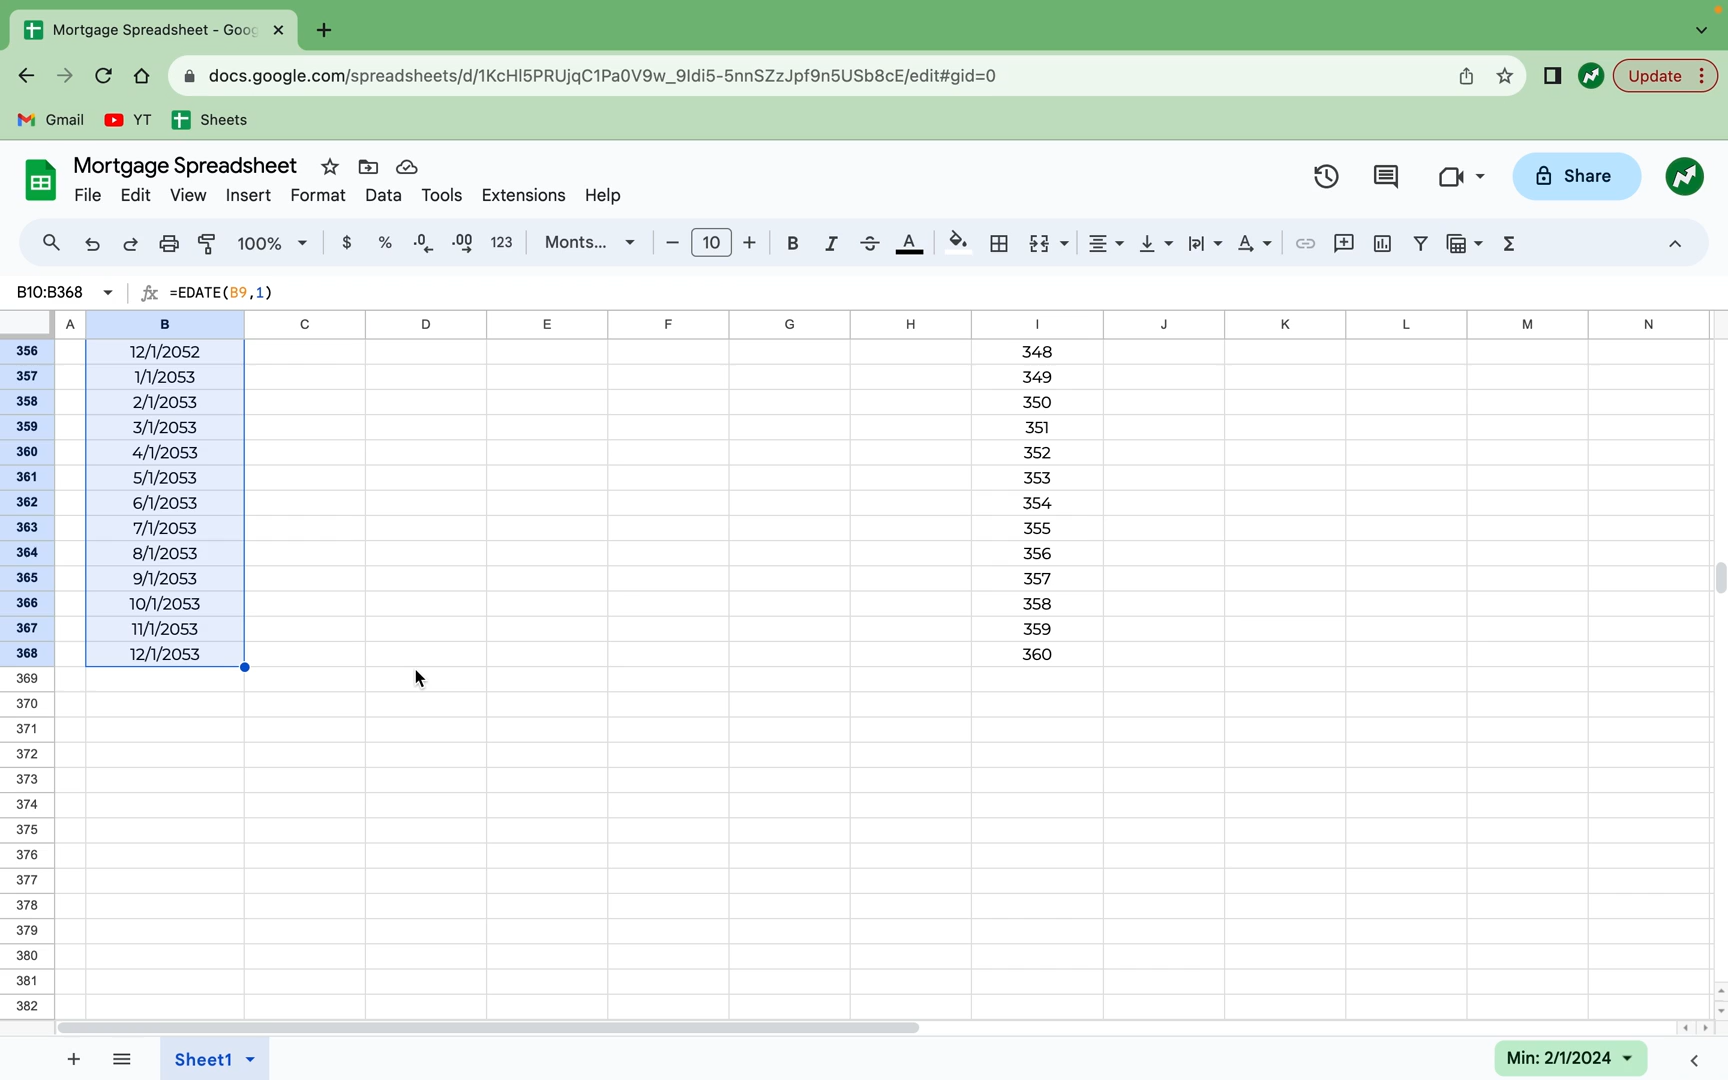 Mortgage Spreadsheet - Goog
docs.google.com/spreadsheets/d/1KcHl5PRUjqC1Pa0V9w_9Idi5-5nnSZzJpf9n5USb8cE/edit#gid=0
Update
Gmail YT Sheets
Mortgage Spreadsheet
Share
File Edit View Insert Format Data Tools Extensions Help
100% $ % .0 .00 123 Monts... 10 B I S A
B10:B368 fx =EDATE(B9,1)
A B C D E F G H I J K L M N
356 12/1/2052 348
357 1/1/2053 349
358 2/1/2053 350
359 3/1/2053 351
360 4/1/2053 352
361 5/1/2053 353
362 6/1/2053 354
363 7/1/2053 355
364 8/1/2053 356
365 9/1/2053 357
366 10/1/2053 358
367 11/1/2053 359
368 12/1/2053 360
369
370
371
372
373
374
375
376
377
378
379
380
381
382
Sheet1 Min: 2/1/2024